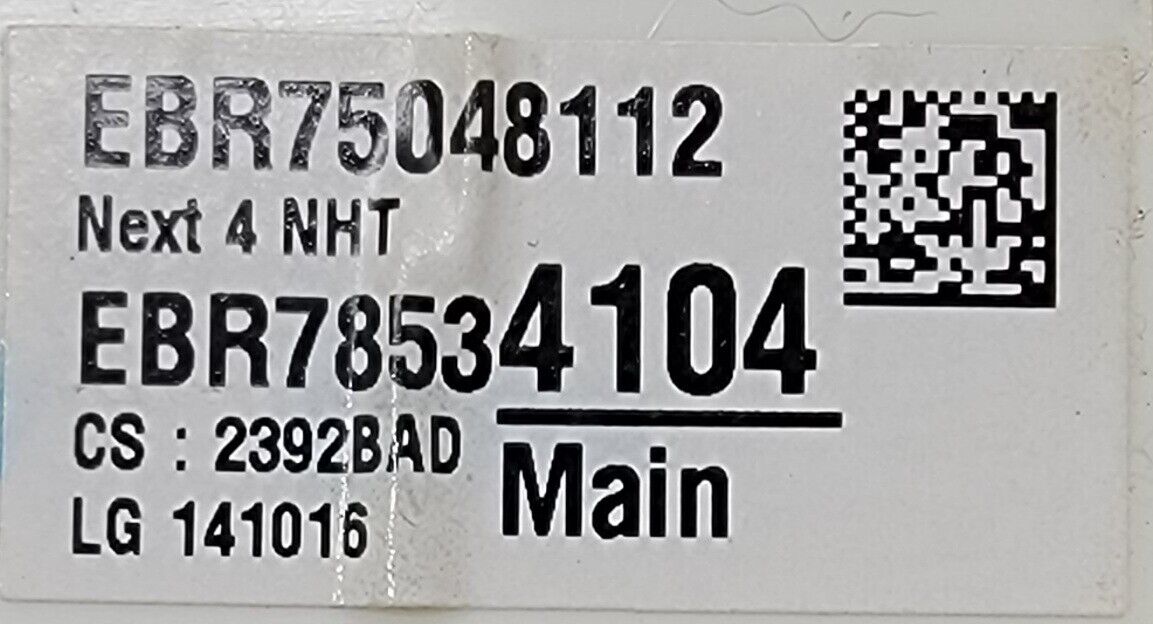 EBR75048112
Next 4 NHT
EBR78534104
CS : 2392BAD
Main
LG 141016